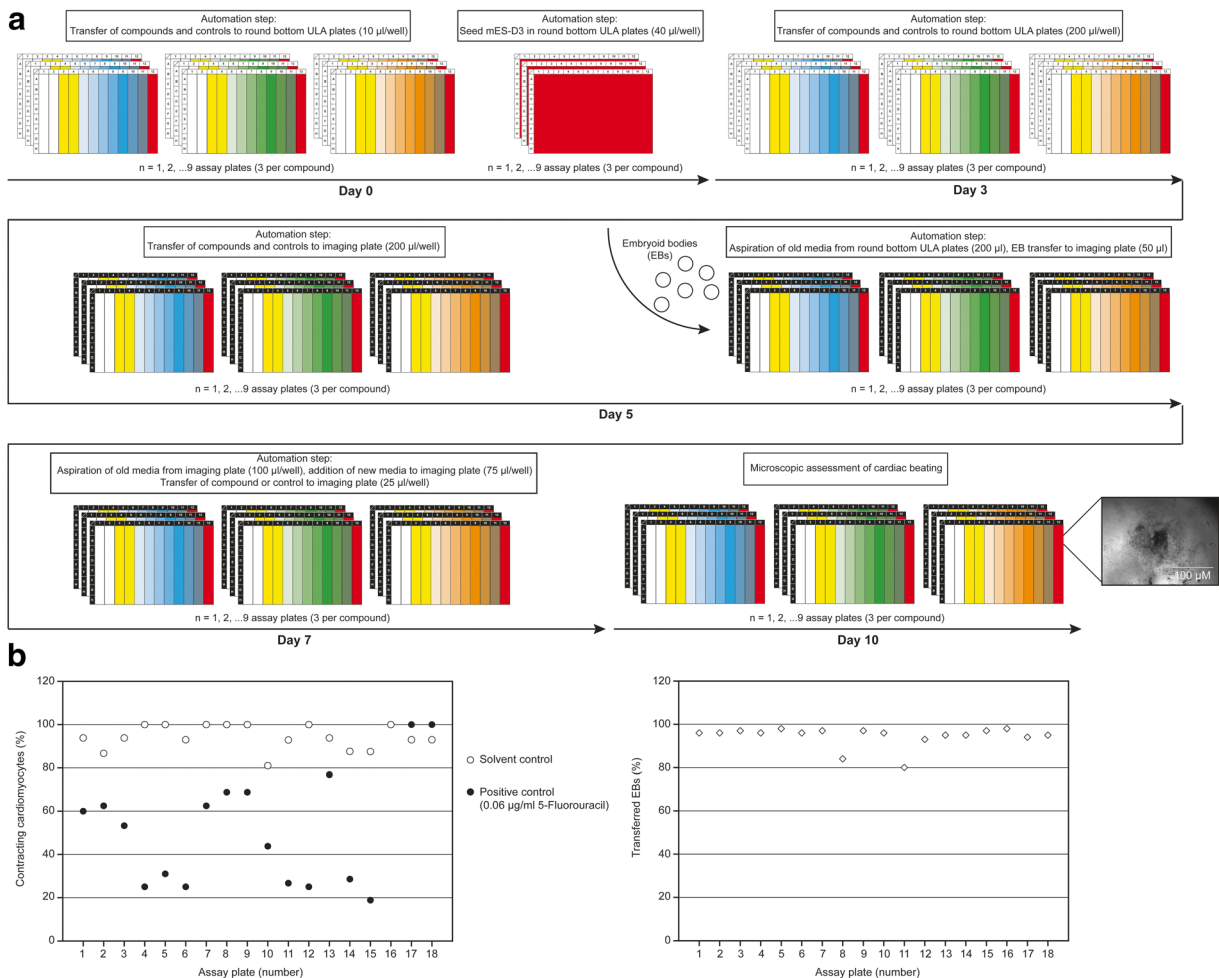 a
Automation step:
Transfer of compounds and controls to round bottom ULA plates (10 µl/well)
Automation step:
Seed mES-D3 in round bottom ULA plates (40 µl/well)
Automation step:
Transfer of compounds and controls to round bottom ULA plates (200 µl/well)
n = 1, 2, ...9 assay plates (3 per compound)
n = 1, 2, ...9 assay plates (3 per compound)
n = 1, 2, ...9 assay plates (3 per compound)
Day 0
Day 3
Automation step:
Transfer of compounds and controls to imaging plate (200 µl/well)
Embryoid bodies
(EBs)
Automation step:
Aspiration of old media from round bottom ULA plates (200 µl), EB transfer to imaging plate (50 µl)
n = 1, 2, ...9 assay plates (3 per compound)
n = 1, 2, ...9 assay plates (3 per compound)
Day 5
Automation step:
Aspiration of old media from imaging plate (100 µl/well), addition of new media to imaging plate (75 µl/well)
Transfer of compound or control to imaging plate (25 µl/well)
Microscopic assessment of cardiac beating
100 µM
n = 1, 2, ...9 assay plates (3 per compound)
n = 1, 2, ...9 assay plates (3 per compound)
Day 7
Day 10
b
120
100
80
60
40
20
0
Contracting cardiomyocytes (%)
1 2 3 4 5 6 7 8 9 10 11 12 13 14 15 16 17 18
Assay plate (number)
Solvent control
Positive control
(0.06 µg/ml 5-Fluorouracil)
120
100
80
60
40
20
0
Transferred EBs (%)
1 2 3 4 5 6 7 8 9 10 11 12 13 14 15 16 17 18
Assay plate (number)